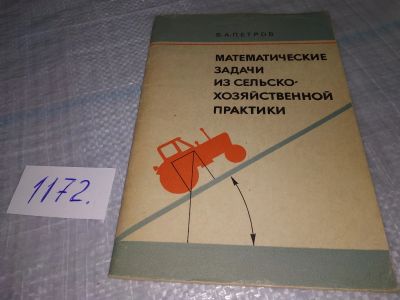 В.А.ПЕТРОВ
МАТЕМАТИЧЕСКИЕ
ЗАДАЧИ
ИЗ СЕЛЬСКО-
ХОЗЯЙСТВЕННОЙ
ПРАКТИКИ
1172.